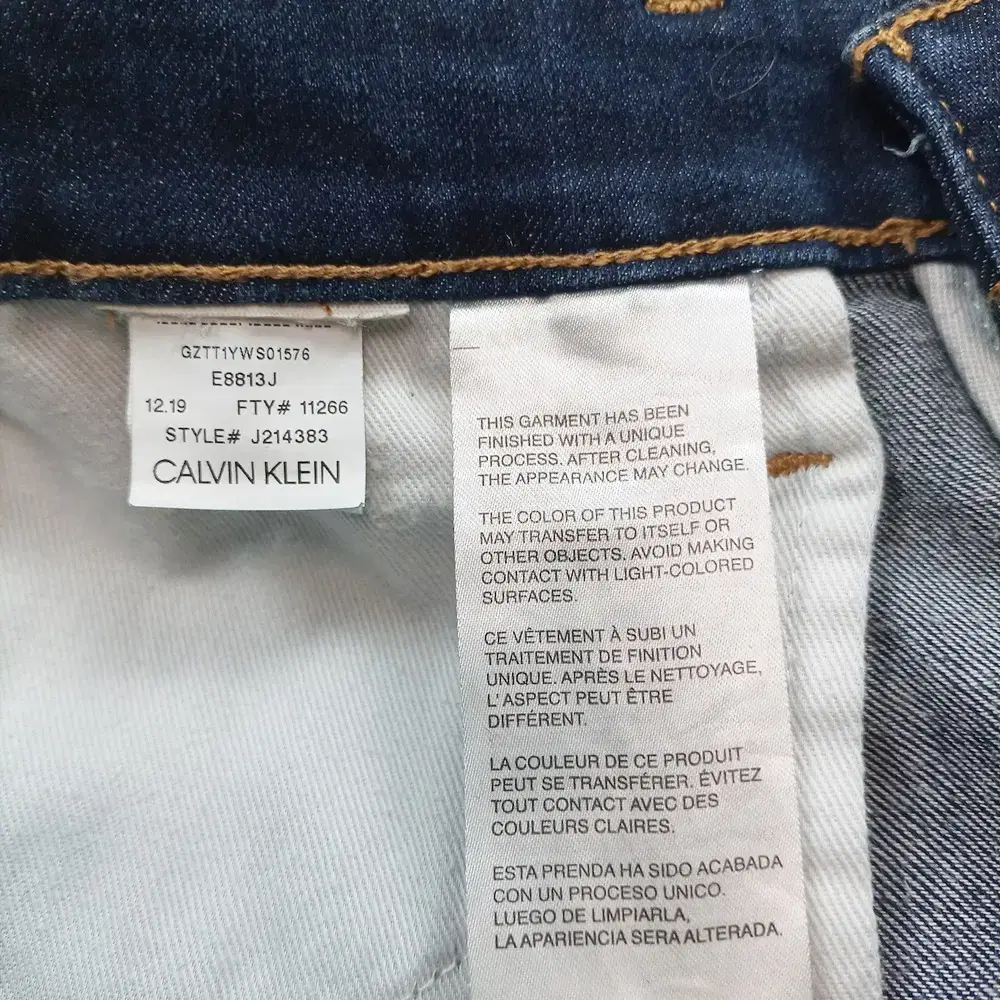 GZTT1YWS01576
E8813J
12.19 FTY# 11266
STYLE# J214383
CALVIN KLEIN
THIS GARMENT HAS BEEN
FINISHED WITH A UNIQUE
PROCESS. AFTER CLEANING,
THE APPEARANCE MAY CHANGE.
THE COLOR OF THIS PRODUCT
MAY TRANSFER TO ITSELF OR
OTHER OBJECTS. AVOID MAKING
CONTACT WITH LIGHT-COLORED
SURFACES.
CE VÊTEMENT À SUBI UN
TRAITEMENT DE FINITION
UNIQUE. APRÈS LE NETTOYAGE,
L'ASPECT PEUT ÊTRE
DIFFÉRENT.
LA COULEUR DE CE PRODUIT
PEUT SE TRANSFÉRER. ÉVITEZ
TOUT CONTACT AVEC DES
COULEURS CLAIRES.
ESTA PRENDA HA SIDO ACABADA
CON UN PROCESO UNICO.
LUEGO DE LIMPIARLA,
LA APARIENCIA SERA ALTERADA.